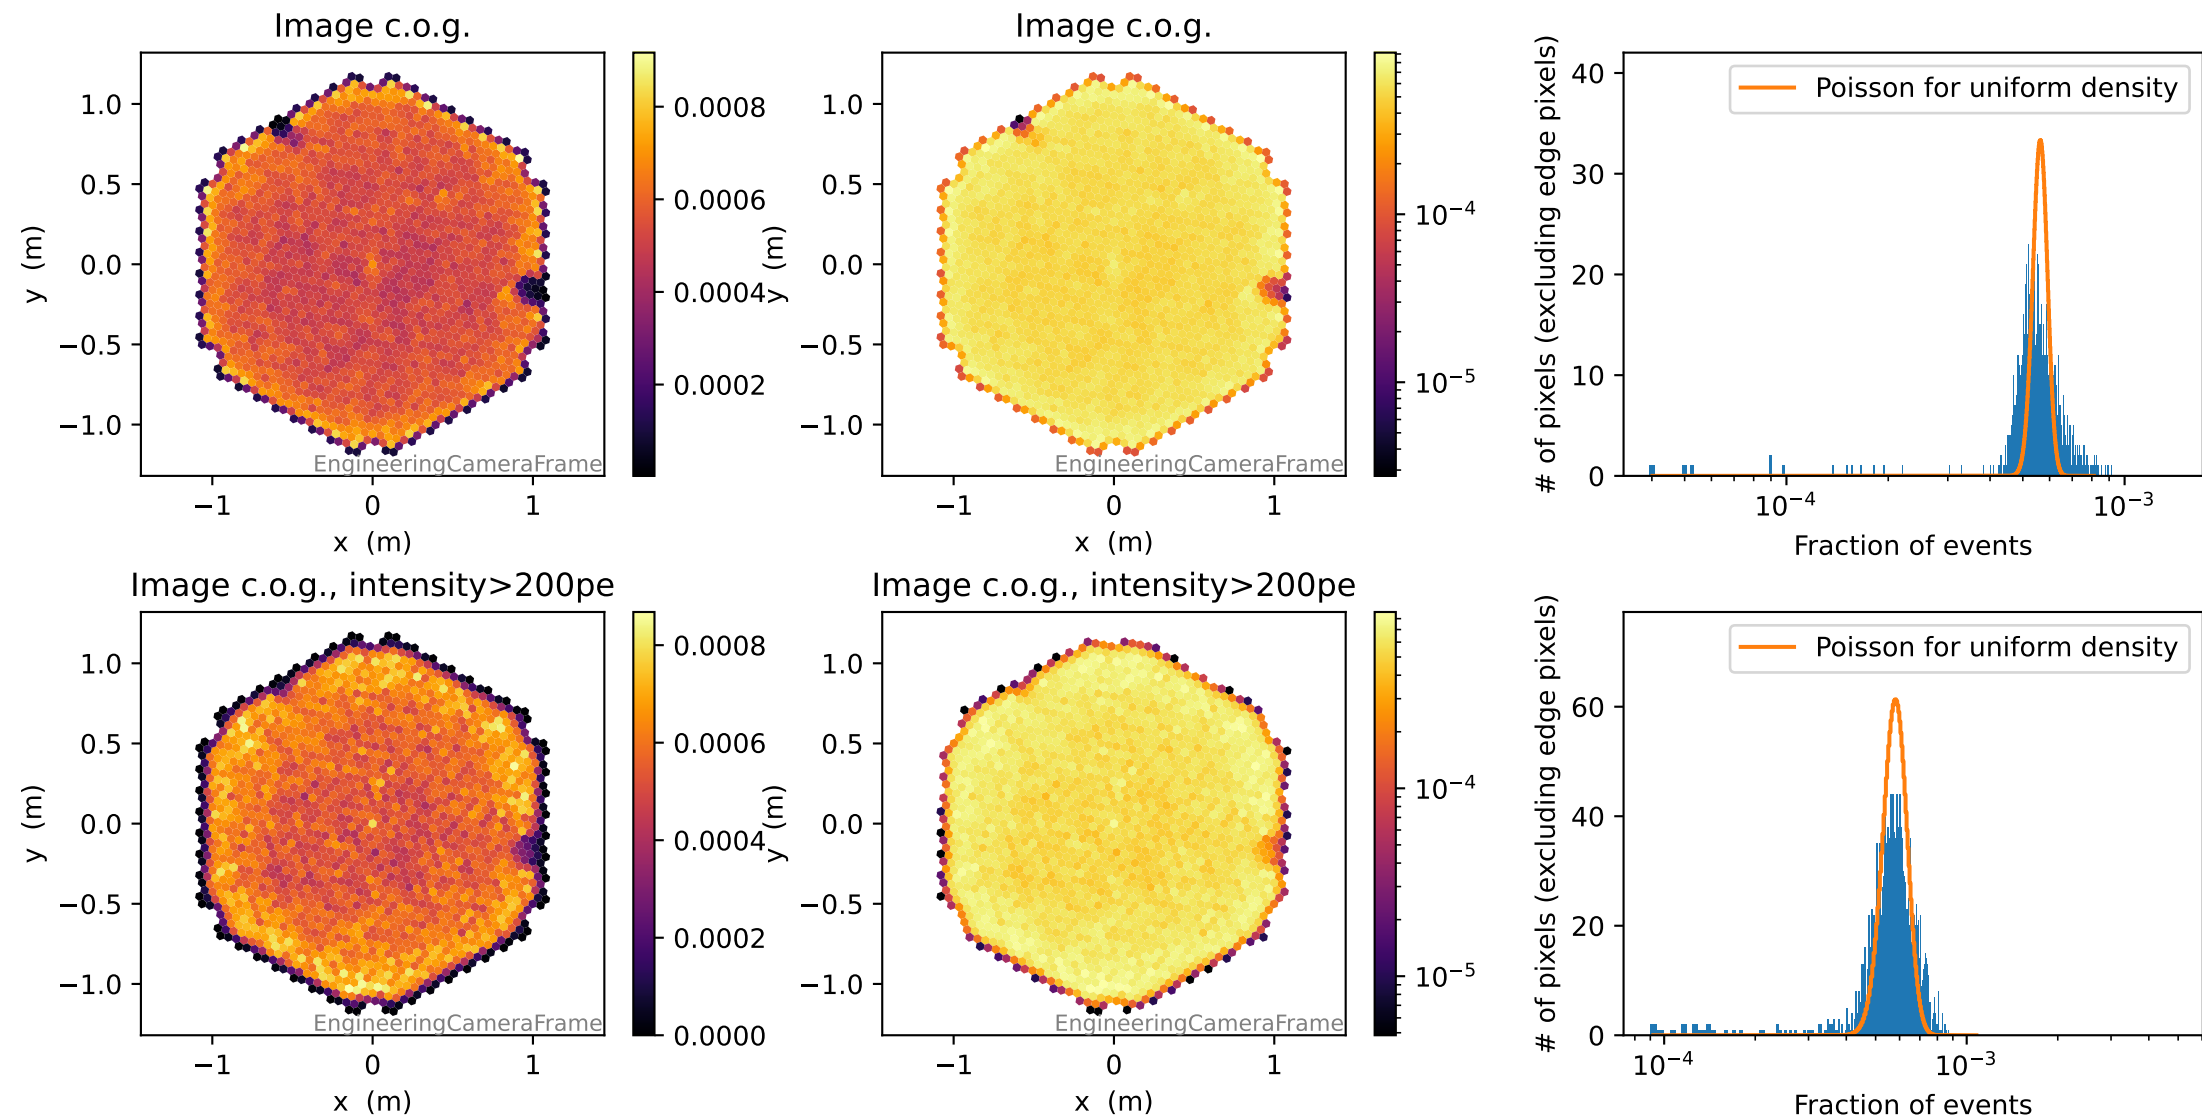 Image c.o.g.
1.0
0.5
0.0
−0.5
−1.0
y (m)
−1
0
1
x (m)
EngineeringCameraFrame
0.0008
0.0006
0.0004
0.0002
Image c.o.g.
1.0
0.5
0.0
−0.5
−1.0
y (m)
−1
0
1
x (m)
EngineeringCameraFrame
10⁻⁴
10⁻⁵
40
30
20
10
0
# of pixels (excluding edge pixels)
Poisson for uniform density
10⁻⁴
10⁻³
Fraction of events
Image c.o.g., intensity>200pe
1.0
0.5
0.0
−0.5
−1.0
y (m)
−1
0
1
x (m)
EngineeringCameraFrame
0.0008
0.0006
0.0004
0.0002
0.0000
Image c.o.g., intensity>200pe
1.0
0.5
0.0
−0.5
−1.0
y (m)
−1
0
1
x (m)
EngineeringCameraFrame
10⁻⁴
10⁻⁵
60
40
20
0
# of pixels (excluding edge pixels)
Poisson for uniform density
10⁻⁴
10⁻³
Fraction of events